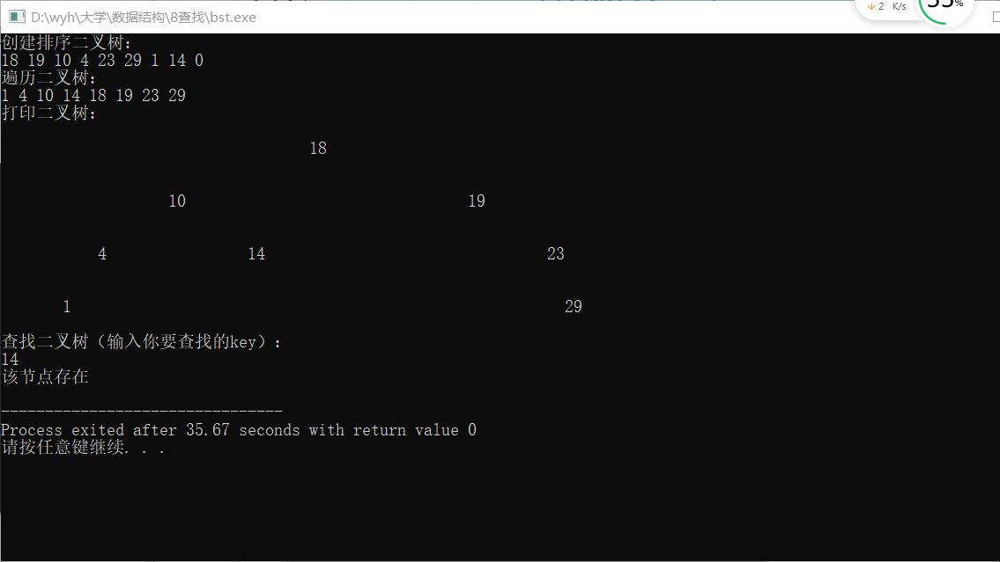 D:\wyh\大学\数据结构\8查找\bst.exe
2 K/s
%
创建排序二叉树：
18 19 10 4 23 29 1 14 0
遍历二叉树：
1 4 10 14 18 19 23 29
打印二叉树：
18
10 19
4 14 23
1 29
查找二叉树（输入你要查找的key）：
14
该节点存在
--------------------------------
Process exited after 35.67 seconds with return value 0
请按任意键继续. . .